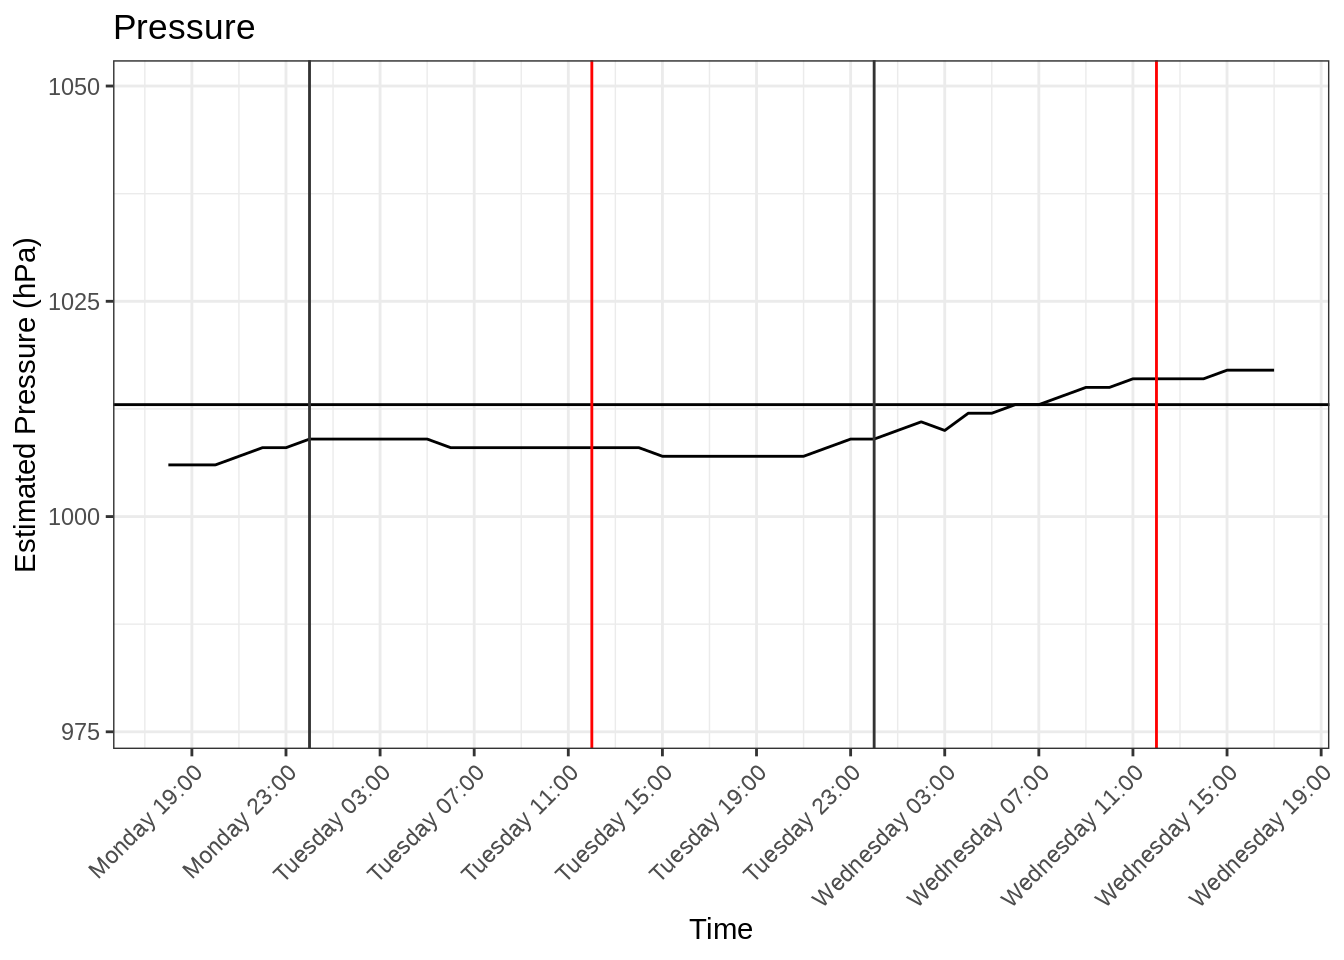 Pressure
Estimated Pressure (hPa)
1050
1025
1000
975
Monday 19:00
Monday 23:00
Tuesday 03:00
Tuesday 07:00
Tuesday 11:00
Tuesday 15:00
Tuesday 19:00
Tuesday 23:00
Wednesday 03:00
Wednesday 07:00
Wednesday 11:00
Wednesday 15:00
Wednesday 19:00
Time